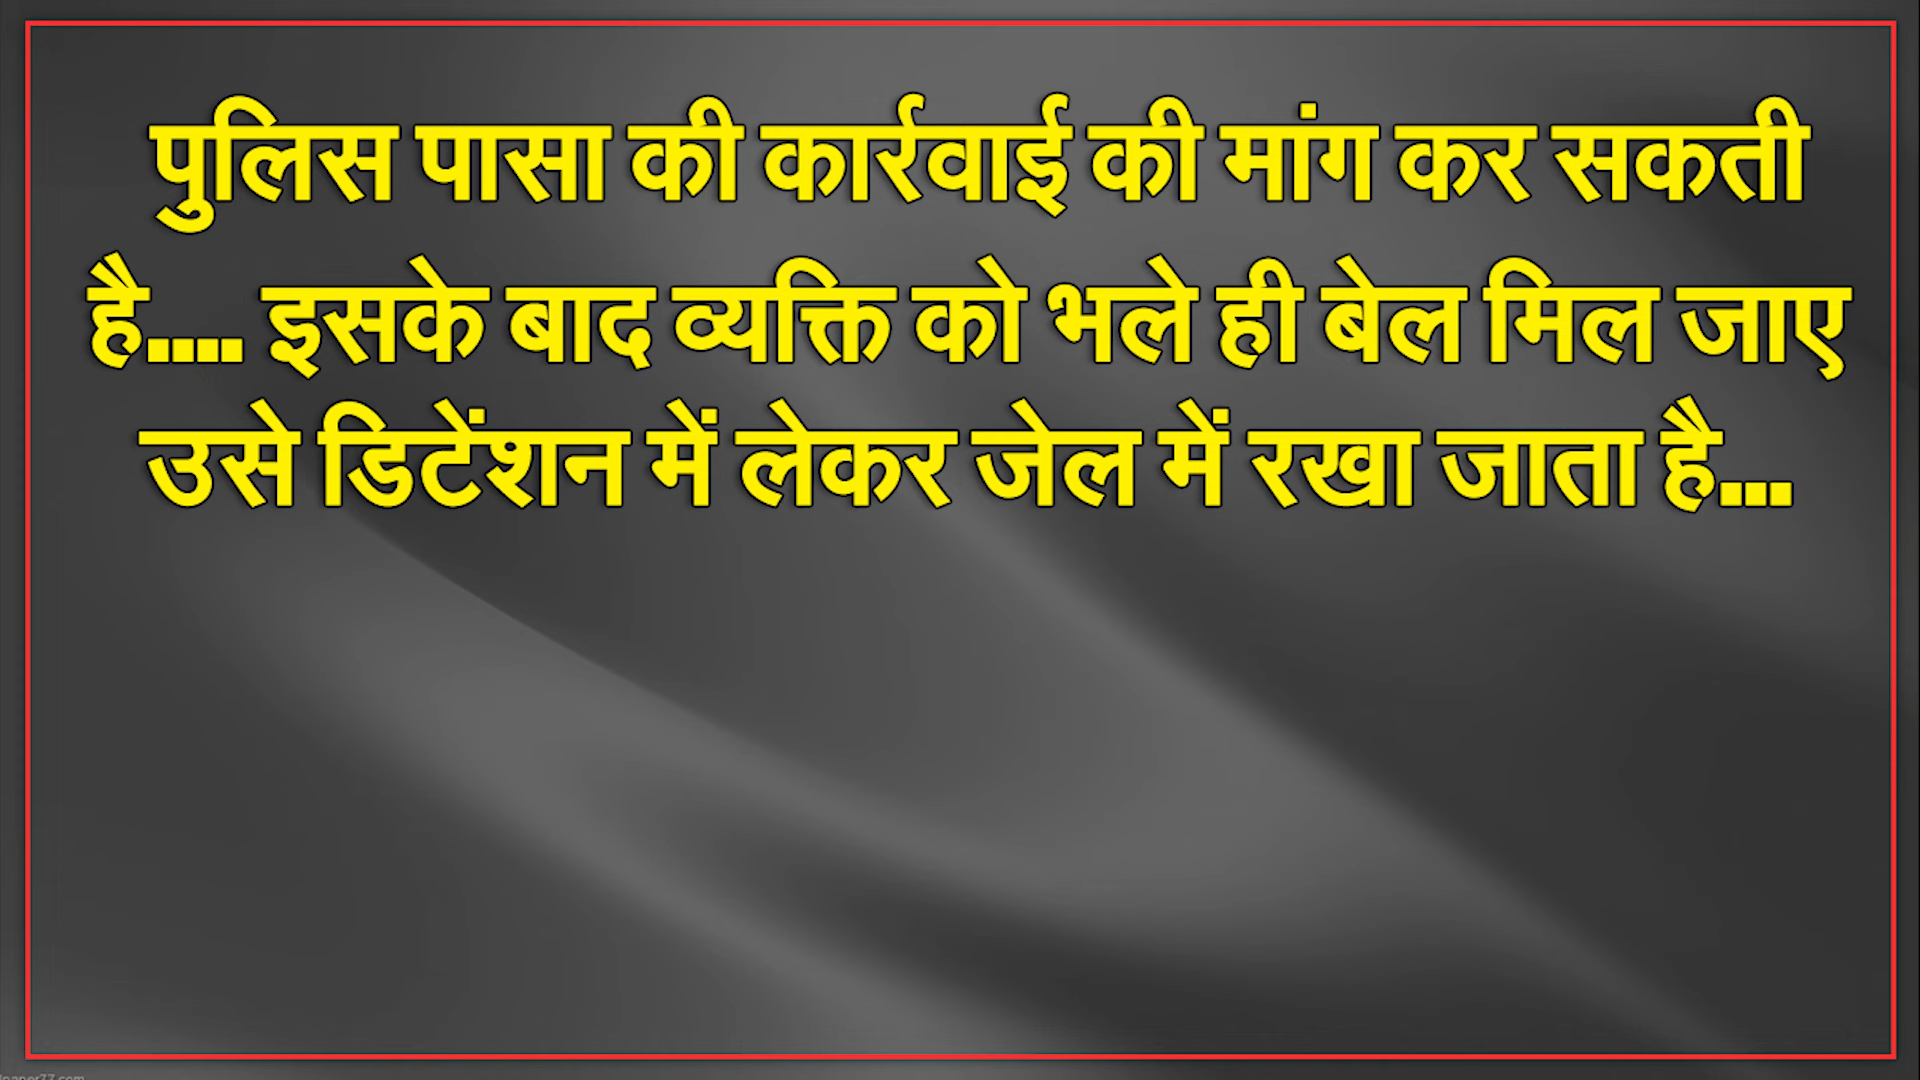 पुलिस पासा की कार्रवाई की मांग कर सकती
है.... इसके बाद व्यक्ति को भले ही बेल मिल जाए
उसे डिटेंशन में लेकर जेल में रखा जाता है...